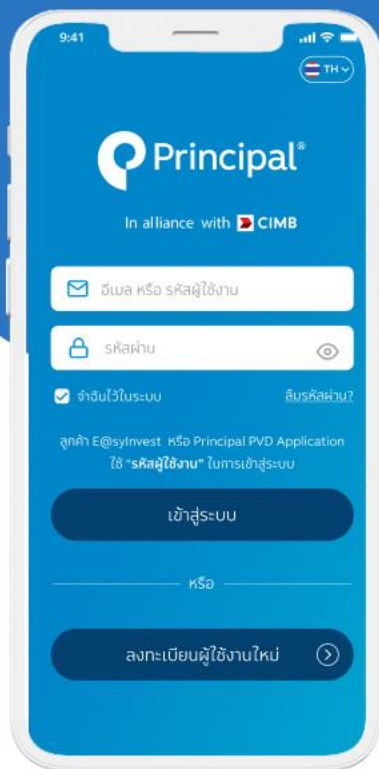 9:41
TH
Principal®
In alliance with CIMB
อีเมล หรือ รหัสผู้ใช้งาน
รหัสผ่าน
จำฉันไว้ในระบบ ลืมรหัสผ่าน?
ลูกค้า E@syInvest หรือ Principal PVD Application
ใช้ "รหัสผู้ใช้งาน" ในการเข้าสู่ระบบ
เข้าสู่ระบบ
หรือ
ลงทะเบียนผู้ใช้งานใหม่